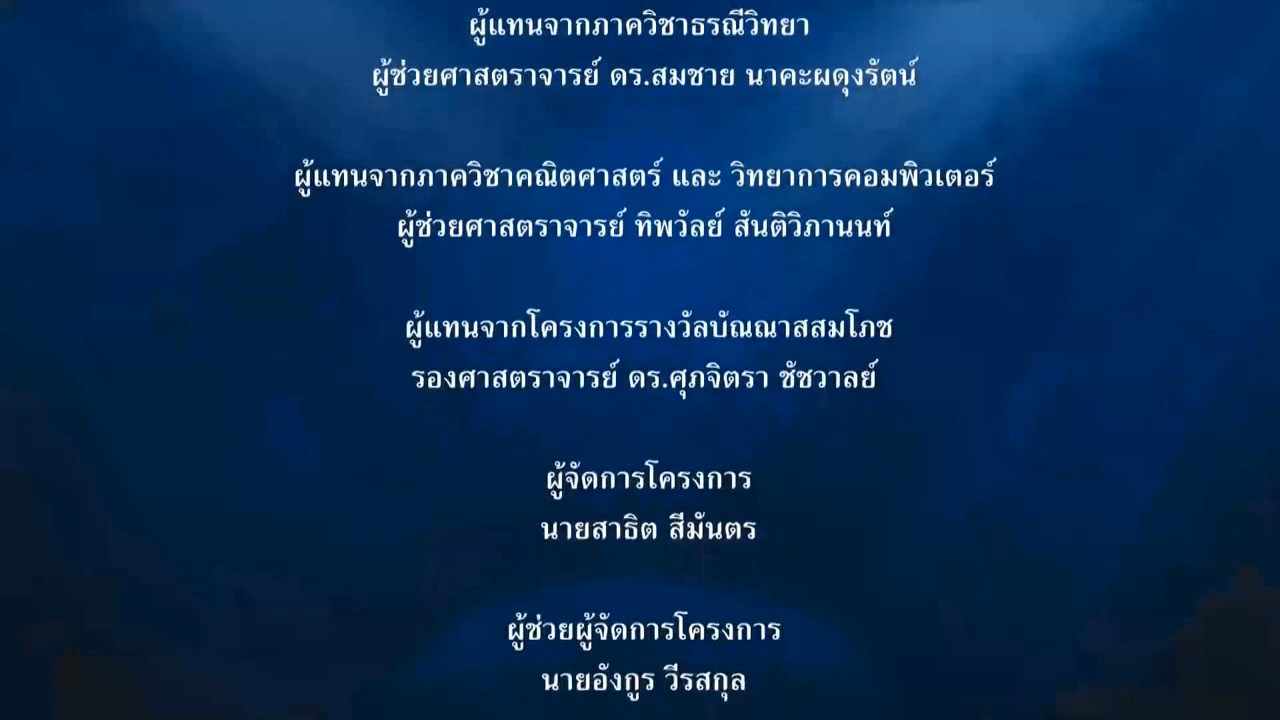 ผู้แทนจากภาควิชาธรณีวิทยา
ผู้ช่วยศาสตราจารย์ ดร.สมชาย นาคะผดุงรัตน์
ผู้แทนจากภาควิชาคณิตศาสตร์ และ วิทยาการคอมพิวเตอร์
ผู้ช่วยศาสตราจารย์ ทิพวัลย์ สันติวิภานนท์
ผู้แทนจากโครงการรางวัลบัณณาสสมโภช
รองศาสตราจารย์ ดร.ศุภจิตรา ชัชวาลย์
ผู้จัดการโครงการ
นายสาธิต สีมันตร
ผู้ช่วยผู้จัดการโครงการ
นายอังกูร วีรสกุล